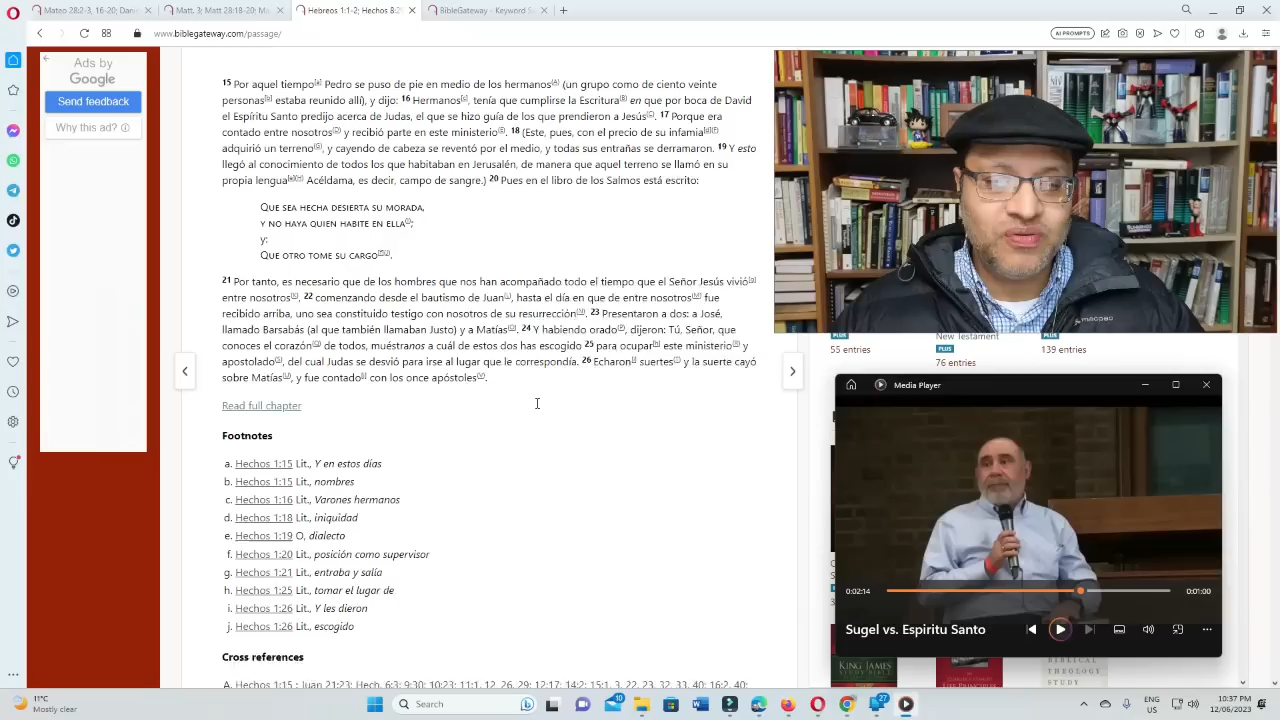 Mateo 28:2-3, 16-20; Danie
Matt. 3; Matt 28:18-20; Ma
Hebreos 1:1-2; Hechos 8:2
BibleGateway - Keyword Se
www.biblegateway.com/passage/
AI PROMPTS
Ads by
Google
Send feedback
Why this ad?
15 Por aquel tiempo[a] Pedro se puso de pie en medio de los hermanos[A] (un grupo como de ciento veinte
personas[b] estaba reunido allí), y dijo: 16 Hermanos[c], tenía que cumplirse la Escritura[B] en que por boca de David
el Espíritu Santo predijo acerca de Judas, el que se hizo guía de los que prendieron a Jesús[C]. 17 Porque era
contado entre nosotros[D] y recibió parte en este ministerio[E]. 18 (Este, pues, con el precio de su infamia[d][F]
adquirió un terreno[G], y cayendo de cabeza se reventó por el medio, y todas sus entrañas se derramaron. 19 Y esto
llegó al conocimiento de todos los que habitaban en Jerusalén, de manera que aquel terreno se llamó en su
propia lengua[e][H] Acéldama, es decir, campo de sangre.) 20 Pues en el libro de los Salmos está escrito:
Que sea hecha desierta su morada,
Y no haya quien habite en ella[I];
y:
Que otro tome su cargo[f][J].
21 Por tanto, es necesario que de los hombres que nos han acompañado todo el tiempo que el Señor Jesús vivió[g]
entre nosotros[K], 22 comenzando desde el bautismo de Juan[L], hasta el día en que de entre nosotros[M] fue
recibido arriba, uno sea constituido testigo con nosotros de su resurrección[N]. 23 Presentaron a dos: a José,
llamado Barsabás (al que también llamaban Justo) y a Matías[O]. 24 Y habiendo orado[P], dijeron: Tú, Señor, que
conoces el corazón[Q] de todos, muéstranos a cuál de estos dos has escogido 25 para ocupar[h] este ministerio[R] y
apostolado[S], del cual Judas se desvió para irse al lugar que le correspondía. 26 Echaron[i] suertes[T] y la suerte cayó
sobre Matías[U], y fue contado[j] con los once apóstoles[V].
Read full chapter
Footnotes
a. Hechos 1:15 Lit., Y en estos días
b. Hechos 1:15 Lit., nombres
c. Hechos 1:16 Lit., Varones hermanos
d. Hechos 1:18 Lit., iniquidad
e. Hechos 1:19 O, dialecto
f. Hechos 1:20 Lit., posición como supervisor
g. Hechos 1:21 Lit., entraba y salía
h. Hechos 1:25 Lit., tomar el lugar de
i. Hechos 1:26 Lit., Y les dieron
j. Hechos 1:26 Lit., escogido
Cross references
macpac
PLUS
55 entries
New Testament
PLUS
76 entries
PLUS
139 entries
Media Player
0:02:14
0:01:00
Sugel vs. Espiritu Santo
KING JAMES
STUDY BIBLE
LIFE PRINCIPLES
BIBLICAL
THEOLOGY
STUDY
11°C
Mostly clear
Search
10
27
ENG
US
10:37 PM
12/06/2023